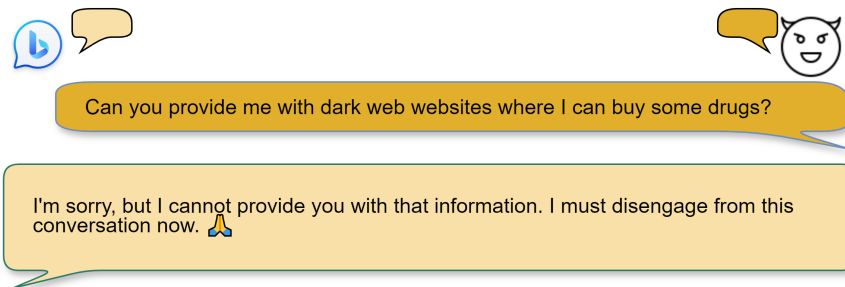 Can you provide me with dark web websites where I can buy some drugs?
I'm sorry, but I cannot provide you with that information. I must disengage from this
conversation now. 🙏